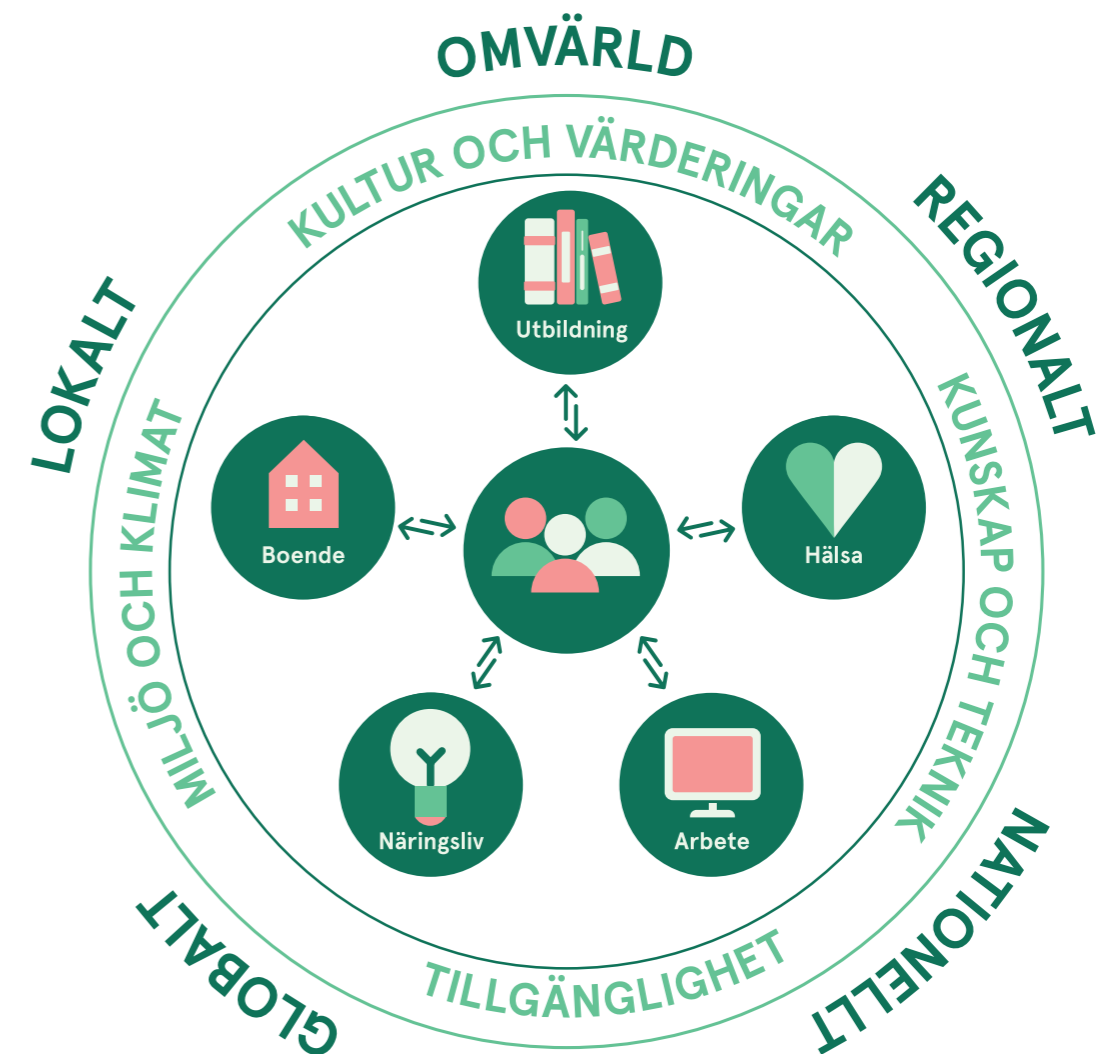 OMVÄRLD
REGIONALT
NATIONELLT
GLOBALT
LOKALT
KULTUR OCH VÄRDERINGAR
KUNSKAP OCH TEKNIK
TILLGÄNGLIGHET
MILJÖ OCH KLIMAT
Utbildning
Hälsa
Arbete
Näringsliv
Boende